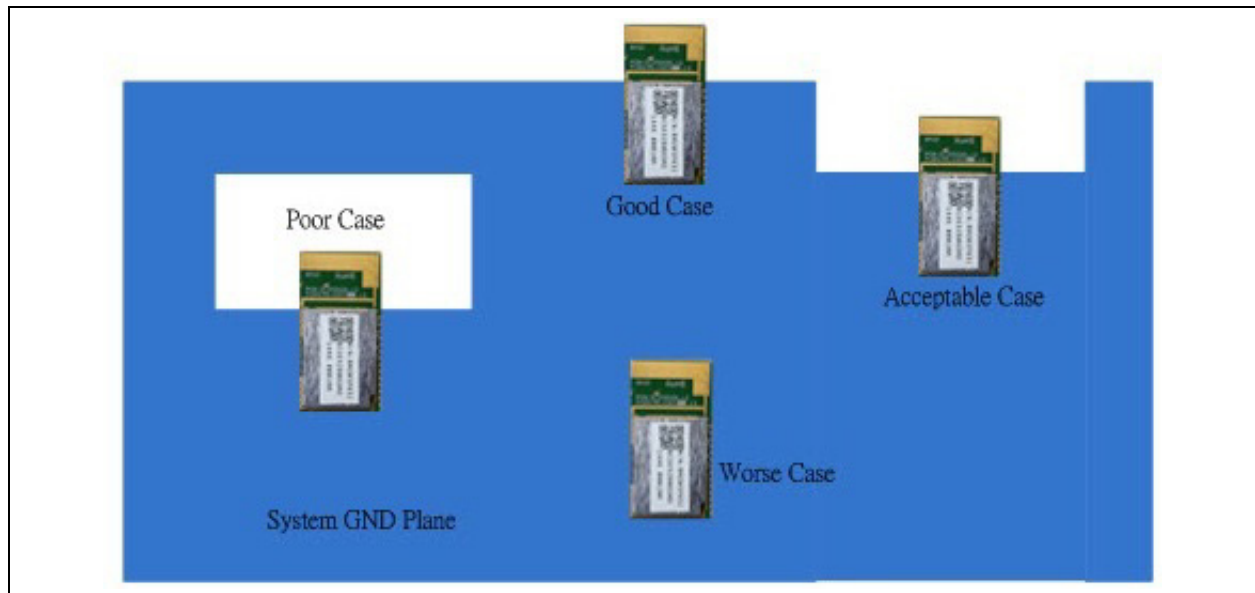 Good Case
Poor Case
Acceptable Case
Worse Case
System GND Plane